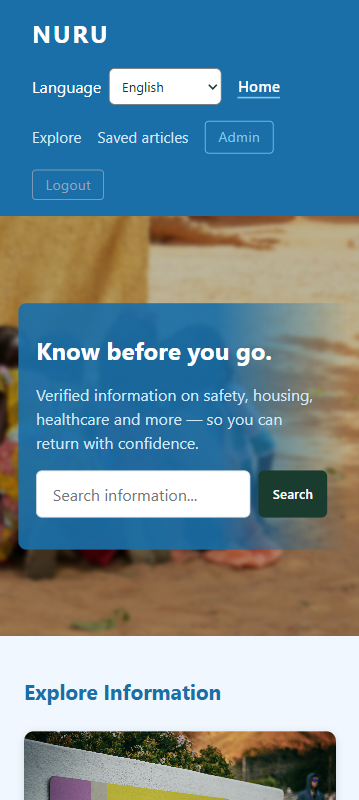 NURU
Language English Home
Explore Saved articles Admin
Logout
Know before you go.
Verified information on safety, housing,
healthcare and more — so you can
return with confidence.
Search information... Search
Explore Information